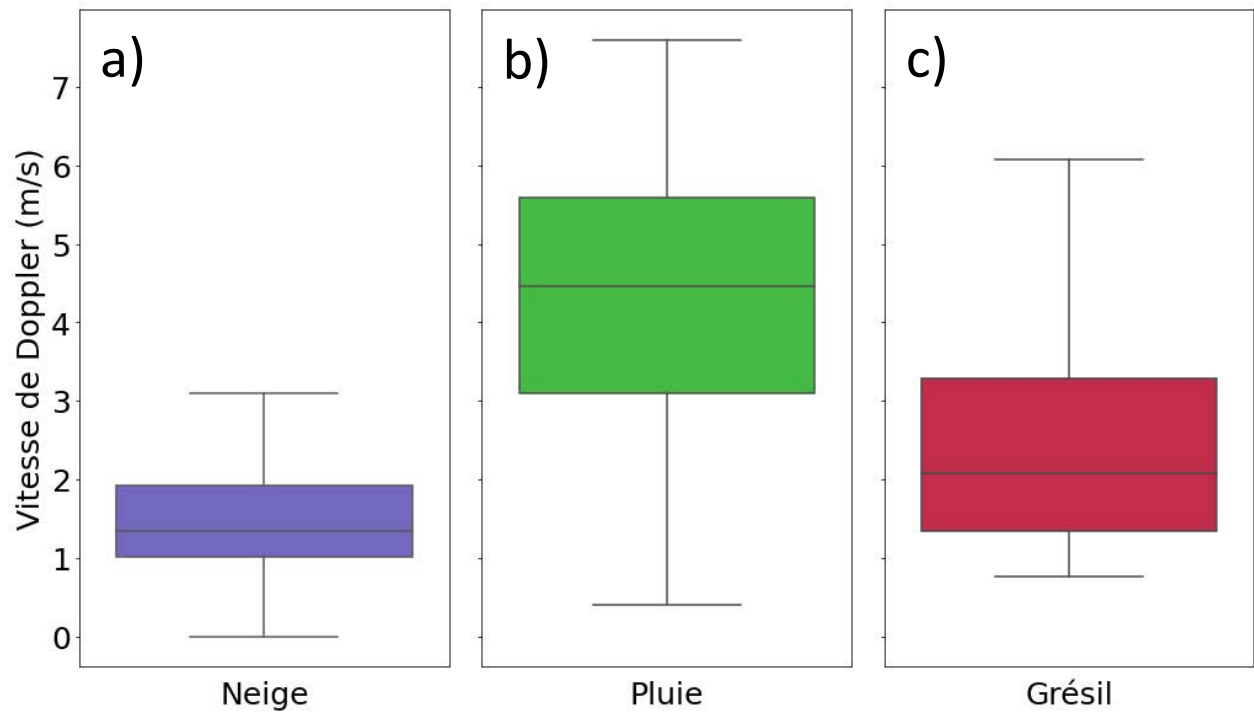 a)
b)
c)
7
6
5
4
3
2
1
0
Vitesse de Doppler (m/s)
Neige
Pluie
Grésil